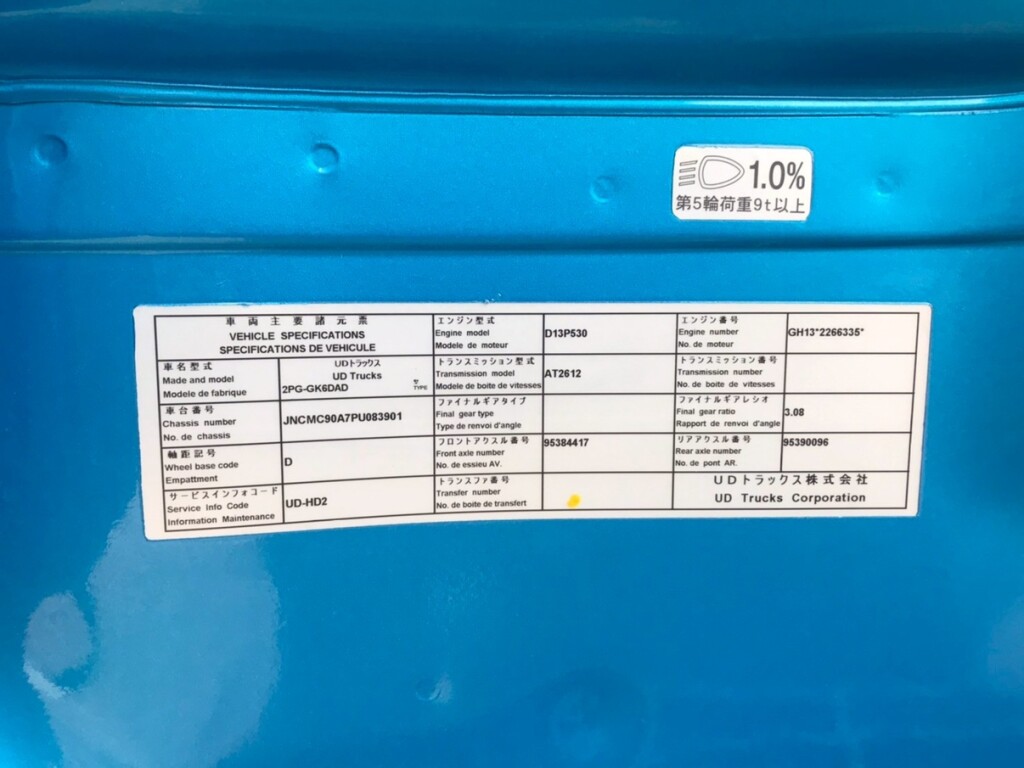 1.0%
第5輪荷重9t以上
車両主要諸元表
VEHICLE SPECIFICATIONS
SPECIFICATIONS DE VEHICULE
車名型式
Made and model
Modele de fabrique
UDトラックス
UD Trucks
2PG-GK6DAD
TYPE
車台番号
Chassis number
No. de chassis
JNCMC90A7PU083901
軸距記号
Wheel base code
Empattment
D
サービスインフォコード
Service Info Code
Information Maintenance
UD-HD2
エンジン型式
Engine model
Modele de moteur
D13P530
トランスミッション型式
Transmission model
Modele de boite de vitesses
AT2612
ファイナルギアタイプ
Final gear type
Type de renvoi d'angle
フロントアクスル番号
Front axle number
No. de essieu AV.
95384417
トランスファ番号
Transfer number
No. de boite de transfert
エンジン番号
Engine number
No. de moteur
GH13*2266335*
トランスミッション番号
Transmission number
No. de boite de vitesses
ファイナルギアレシオ
Final gear ratio
Rapport de renvoi d'angle
3.08
リアアクスル番号
Rear axle number
No. de pont AR.
95390096
UDトラックス株式会社
UD Trucks Corporation